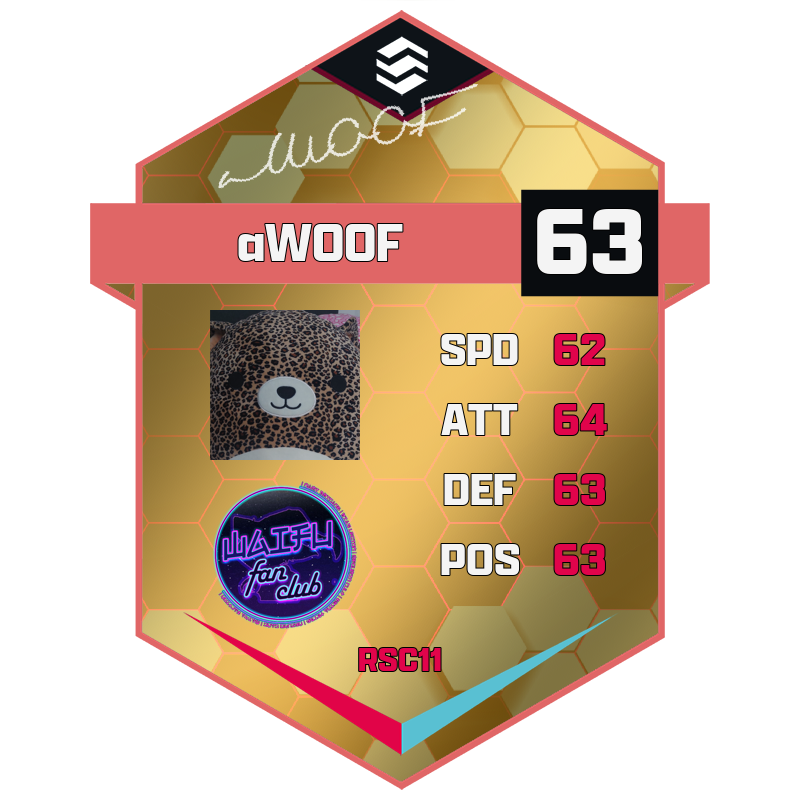 aWOOF
aWOOF 63
SPD 62
ATT 64
DEF 63
POS 63
WAIFU
fan
club
RSC11